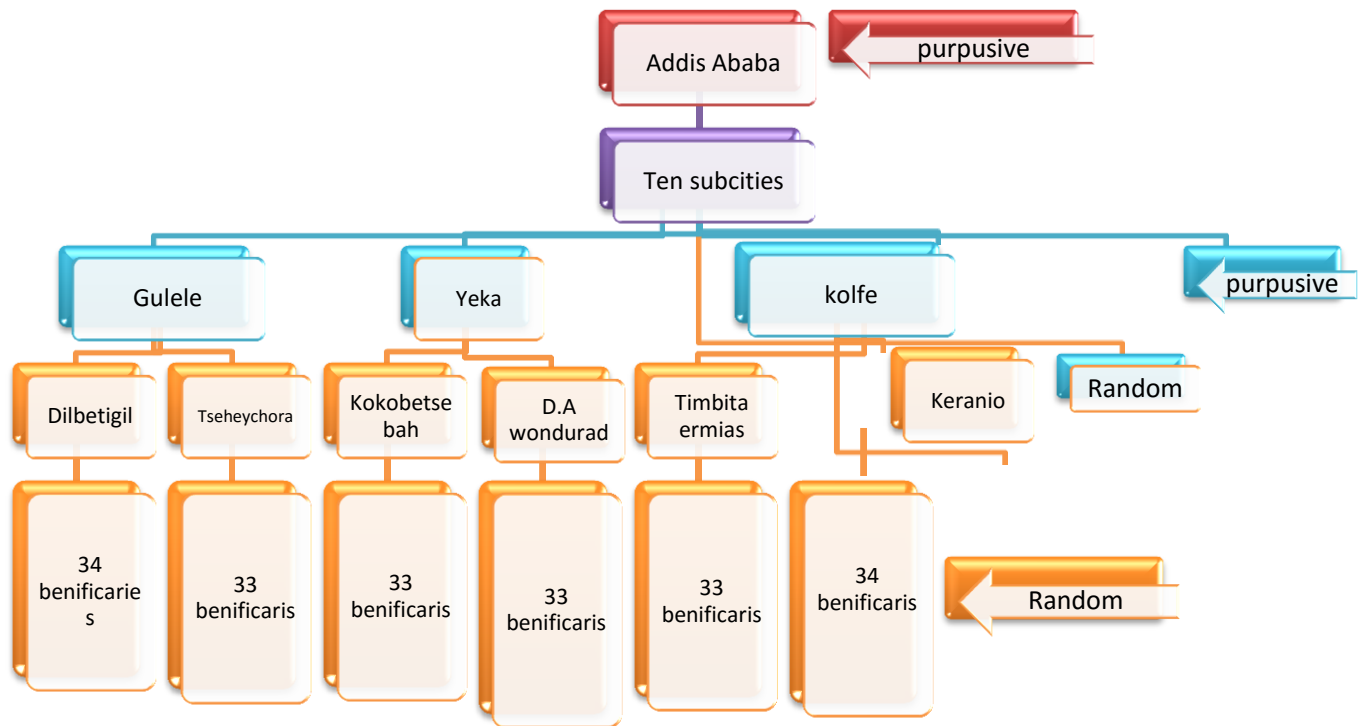 Addis Ababa
purpusive
Ten subcities
Gulele
Yeka
kolfe
purpusive
Dilbetigil
Tseheychora
Kokobetse
bah
D.A
wondurad
Timbita
ermias
Keranio
Random
34
benificarie
s
33
benificaris
33
benificaris
33
benificaris
33
benificaris
34
benificaris
Random